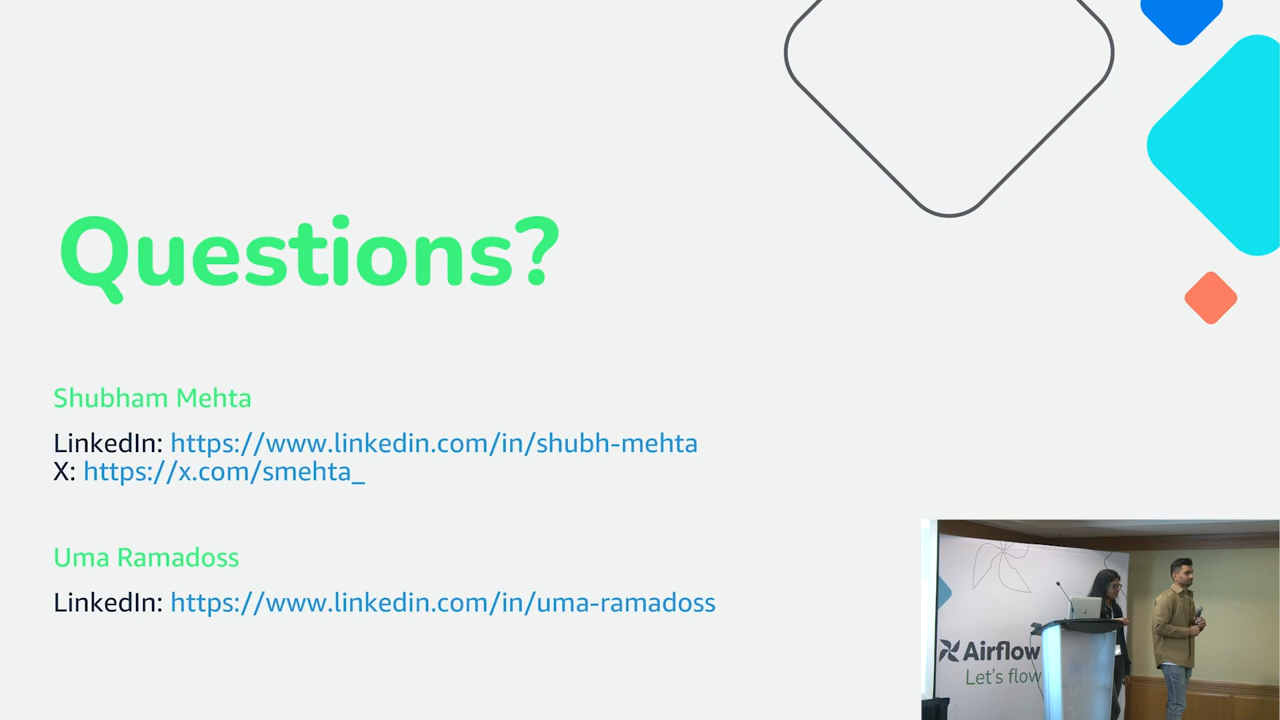 Questions?
Shubham Mehta
LinkedIn: https://www.linkedin.com/in/shubh-mehta
X: https://x.com/smehta_
Uma Ramadoss
LinkedIn: https://www.linkedin.com/in/uma-ramadoss
Airflow
Let's flow